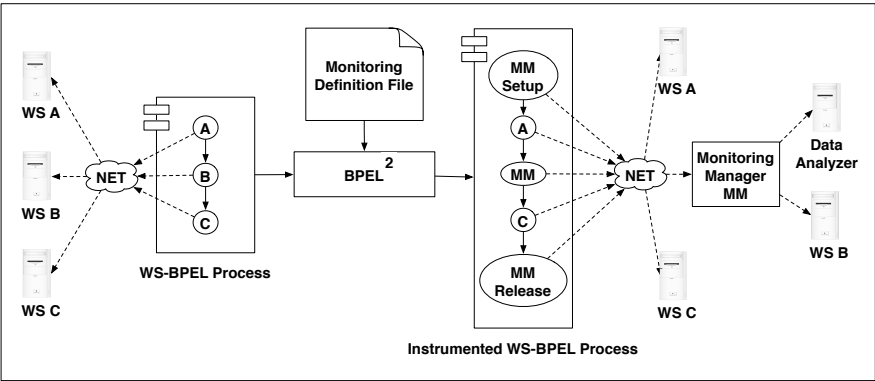 WS A
WS B
WS C
NET
A
B
C
WS-BPEL Process
Monitoring
Definition File
BPEL 2
MM
Setup
A
MM
C
MM
Release
Instrumented WS-BPEL Process
NET
WS A
WS C
Monitoring
Manager
MM
Data
Analyzer
WS B